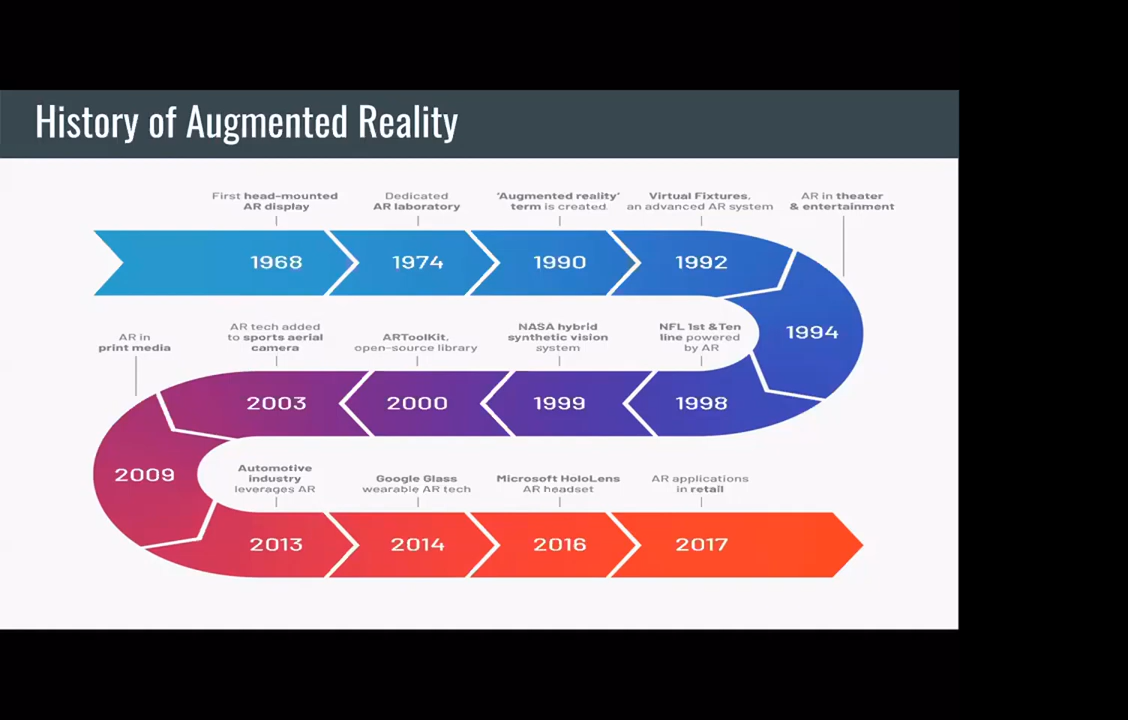 History of Augmented Reality
First head-mounted
AR display
Dedicated
AR laboratory
‘Augmented reality’
term is created.
Virtual Fixtures,
an advanced AR system
AR in theater
& entertainment
1968
1974
1990
1992
1994
NFL 1st & Ten
line powered
by AR
NASA hybrid
synthetic vision
system
ARToolKit,
open-source library
AR tech added
to sports aerial
camera
AR in
print media
1998
1999
2000
2003
2009
Automotive
industry
leverages AR
Google Glass
wearable AR tech
Microsoft HoloLens
AR headset
AR applications
in retail
2013
2014
2016
2017